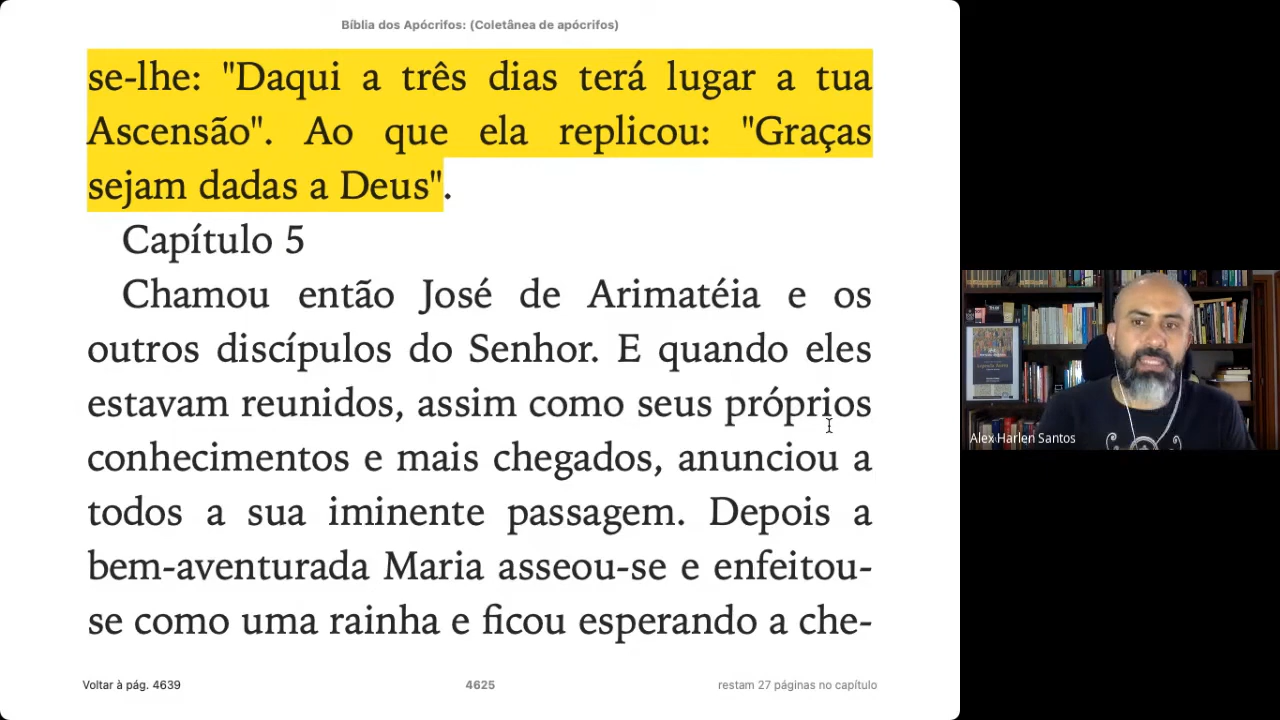 Bíblia dos Apócrifos: (Coletânea de apócrifos)
se-lhe: "Daqui a três dias terá lugar a tua
Ascensão". Ao que ela replicou: "Graças
sejam dadas a Deus".
Capítulo 5
Chamou então José de Arimatéia e os
outros discípulos do Senhor. E quando eles
estavam reunidos, assim como seus próprios
conhecimentos e mais chegados, anunciou a
todos a sua iminente passagem. Depois a
bem-aventurada Maria asseou-se e enfeitou-
se como uma rainha e ficou esperando a che-
Voltar à pág. 4639
4625
restam 27 páginas no capítulo
Alex Harlen Santos